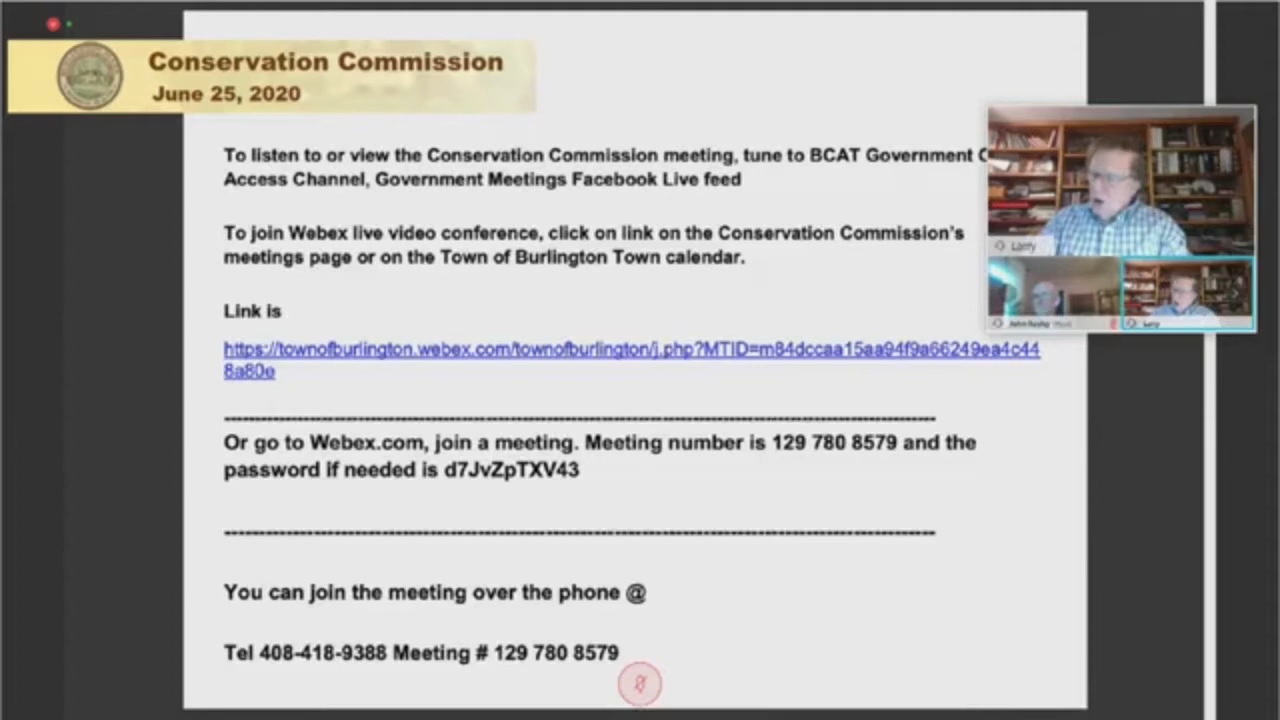 Conservation Commission
June 25, 2020
To listen to or view the Conservation Commission meeting, tune to BCAT Government
Access Channel, Government Meetings Facebook Live feed
To join Webex live video conference, click on link on the Conservation Commission's
meetings page or on the Town of Burlington Town calendar.
Link is
https://townofburlington.webex.com/townofburlington/j.php?MTID=m84dccaa15aa94f9a66249ea4c44
8a80e
Or go to Webex.com, join a meeting. Meeting number is 129 780 8579 and the
password if needed is d7JvZpTXV43
You can join the meeting over the phone @
Tel 408-418-9388 Meeting # 129 780 8579
Larry
John
Larry